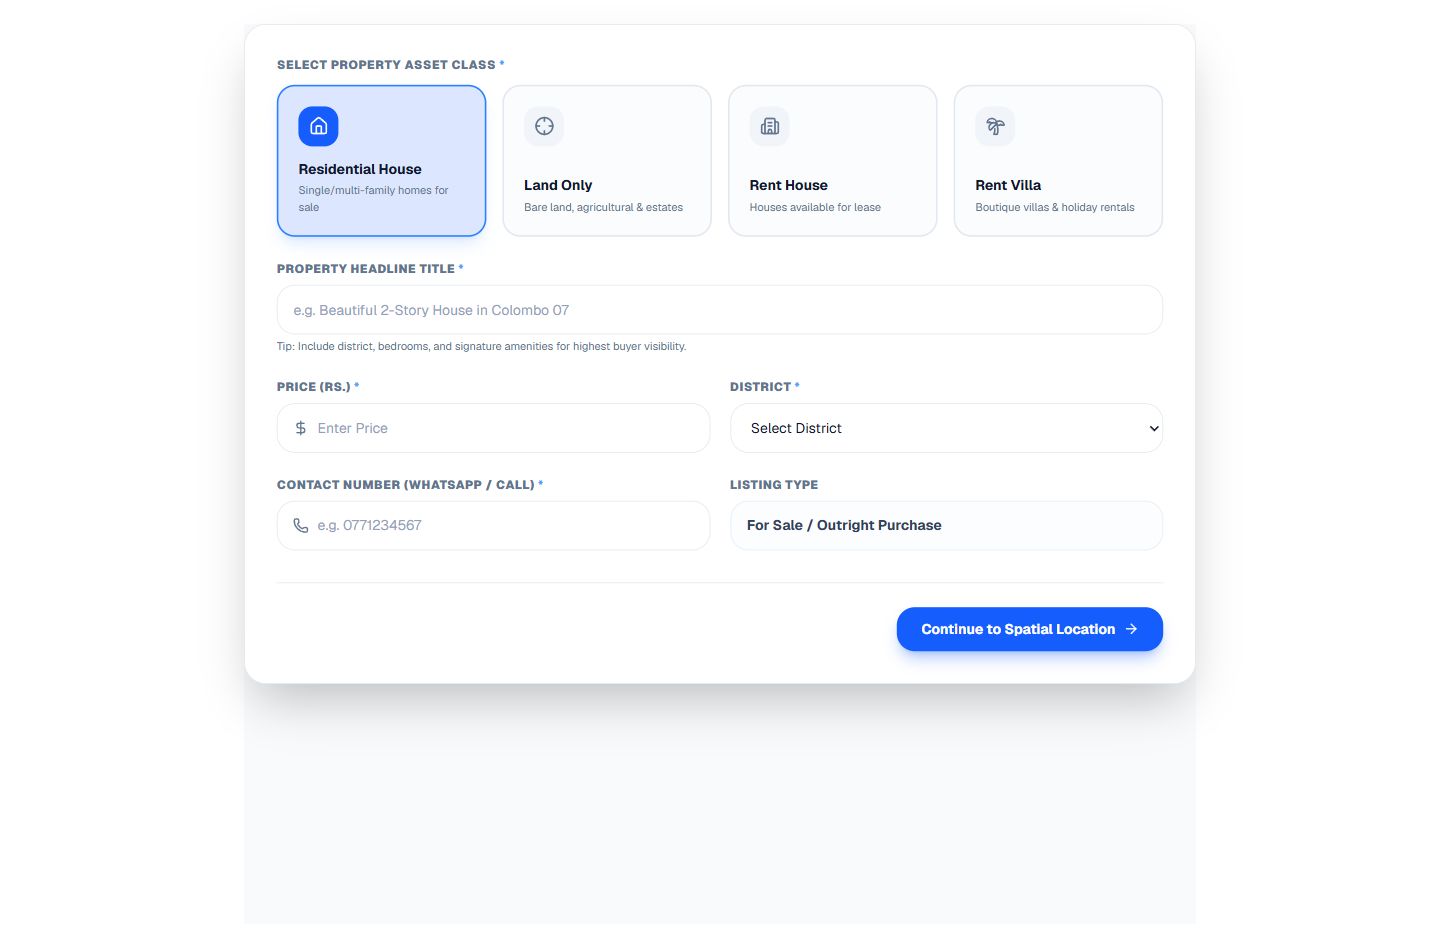 SELECT PROPERTY ASSET CLASS *
Residential House
Single/multi-family homes for
sale
Land Only
Bare land, agricultural & estates
Rent House
Houses available for lease
Rent Villa
Boutique villas & holiday rentals
PROPERTY HEADLINE TITLE *
e.g. Beautiful 2-Story House in Colombo 07
Tip: Include district, bedrooms, and signature amenities for highest buyer visibility.
PRICE (RS.) *
$ Enter Price
DISTRICT *
Select District
CONTACT NUMBER (WHATSAPP / CALL) *
e.g. 0771234567
LISTING TYPE
For Sale / Outright Purchase
Continue to Spatial Location →